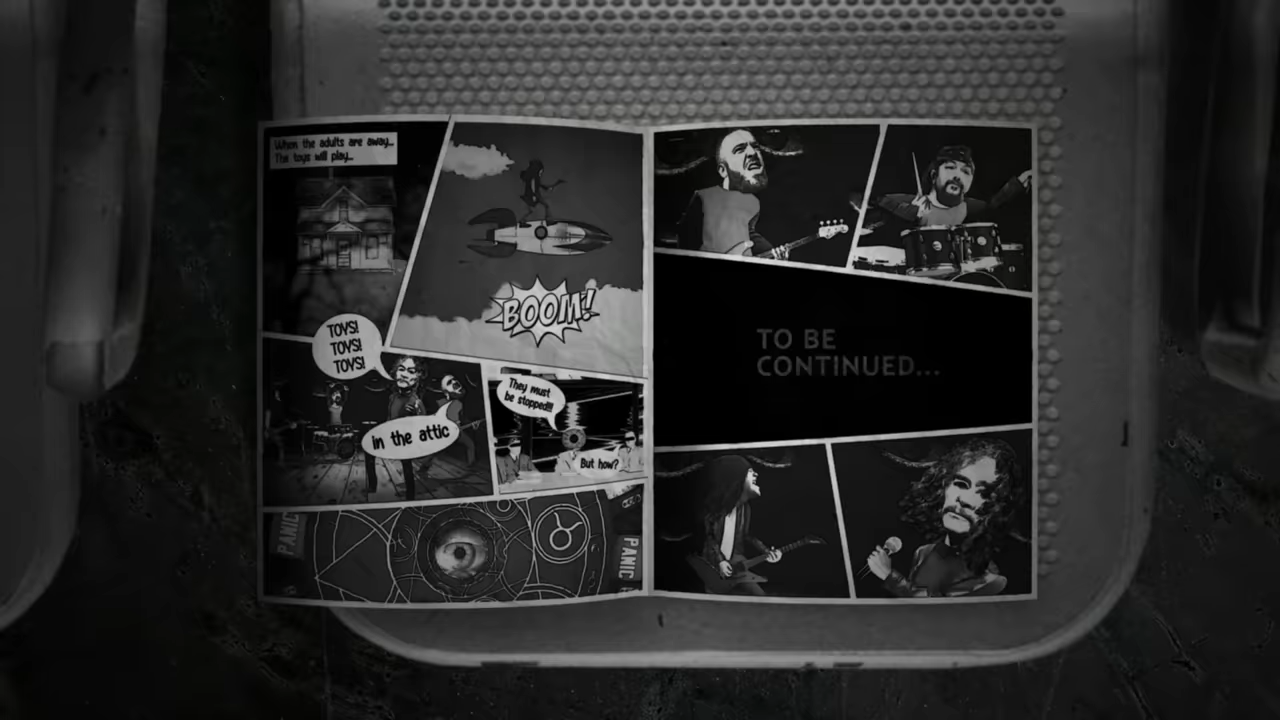 When the adults are away...
The toys will play...
BOOM!
TOYS!
TOYS!
TOYS!
in the attic
They must
be stopped!!!
But how?
PANIC
PANIC
TO BE
CONTINUED...